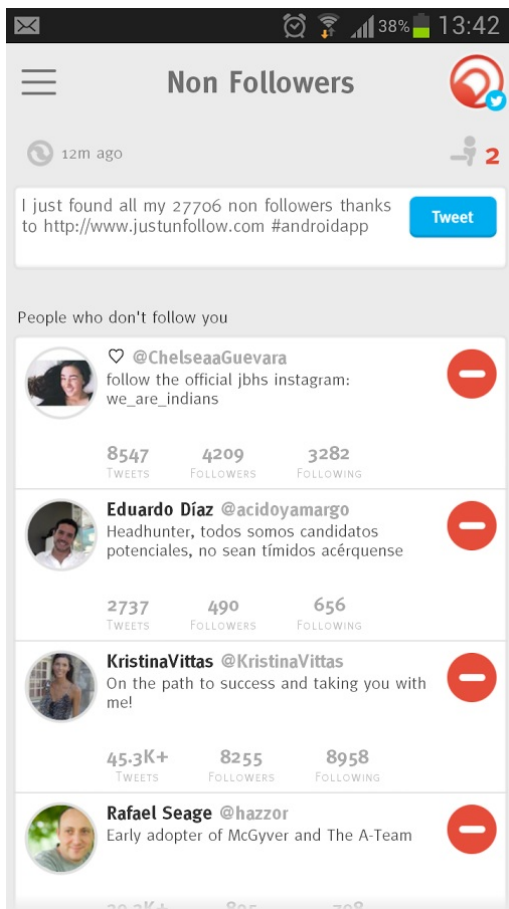 38% 13:42
Non Followers
12m ago 2
I just found all my 27706 non followers thanks
to http://www.justunfollow.com #androidapp
Tweet
People who don't follow you
♡ @ChelseaaGuevara
follow the official jbhs instagram:
we_are_indians
8547 4209 3282
TWEETS FOLLOWERS FOLLOWING
Eduardo Díaz @acidoyamargo
Headhunter, todos somos candidatos
potenciales, no sean tímidos acérquense
2737 490 656
TWEETS FOLLOWERS FOLLOWING
KristinaVittas @KristinaVittas
On the path to success and taking you with
me!
45.3K+ 8255 8958
TWEETS FOLLOWERS FOLLOWING
Rafael Seage @hazzor
Early adopter of McGyver and The A-Team